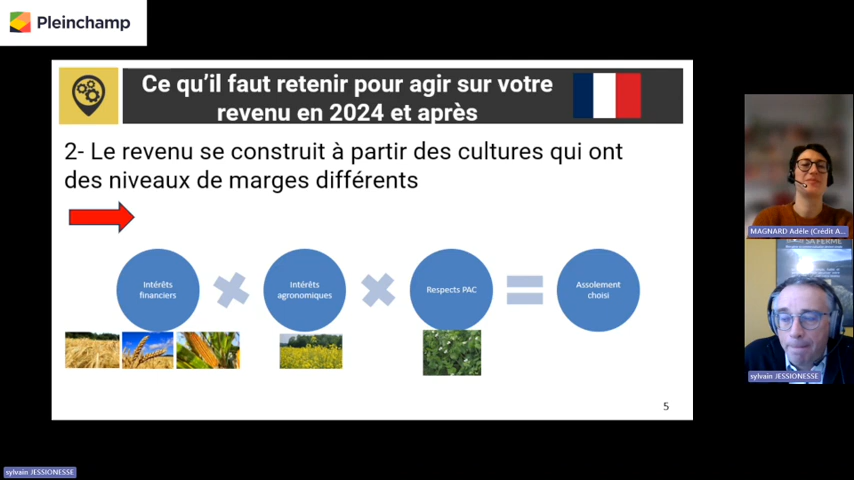 Pleinchamp
Ce qu'il faut retenir pour agir sur votre
revenu en 2024 et après
2- Le revenu se construit à partir des cultures qui ont
des niveaux de marges différents
Intérêts
financiers
Intérêts
agronomiques
Respects PAC
Assolement
choisi
5
MAGNARD Adèle (Crédit A...
SA FERME
sylvain JESSIONESSE
sylvain JESSIONESSE